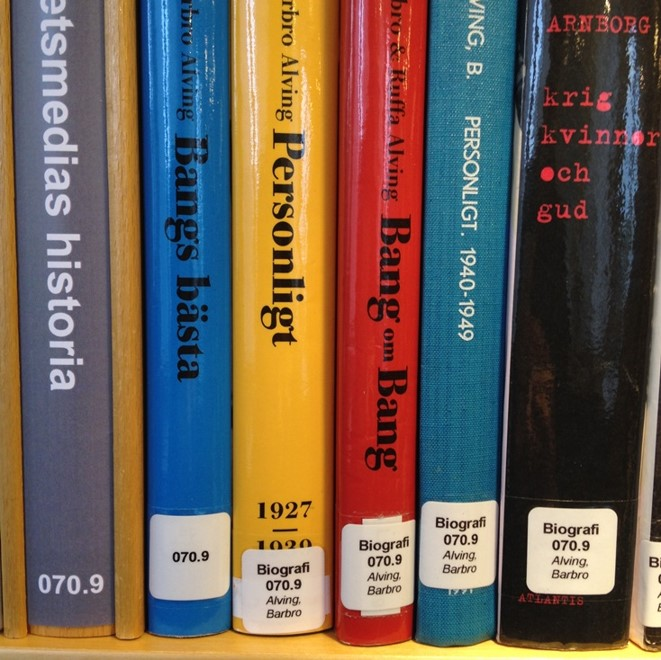 etsmedias historia
070.9
rbro Alving Bangs bästa
070.9
rbro Alving Personligt
1927
1939
Biografi
070.9
Alving,
Barbro
bro & Ruffa Alving Bang om Bang
Biografi
070.9
Alving,
Barbro
VING, B. PERSONLIGT. 1940-1949
Biografi
070.9
Alving,
Barbro
ARNBORG
krig
kvinnor
och
gud
Biografi
070.9
Alving,
Barbro
ATLANTIS
Bi